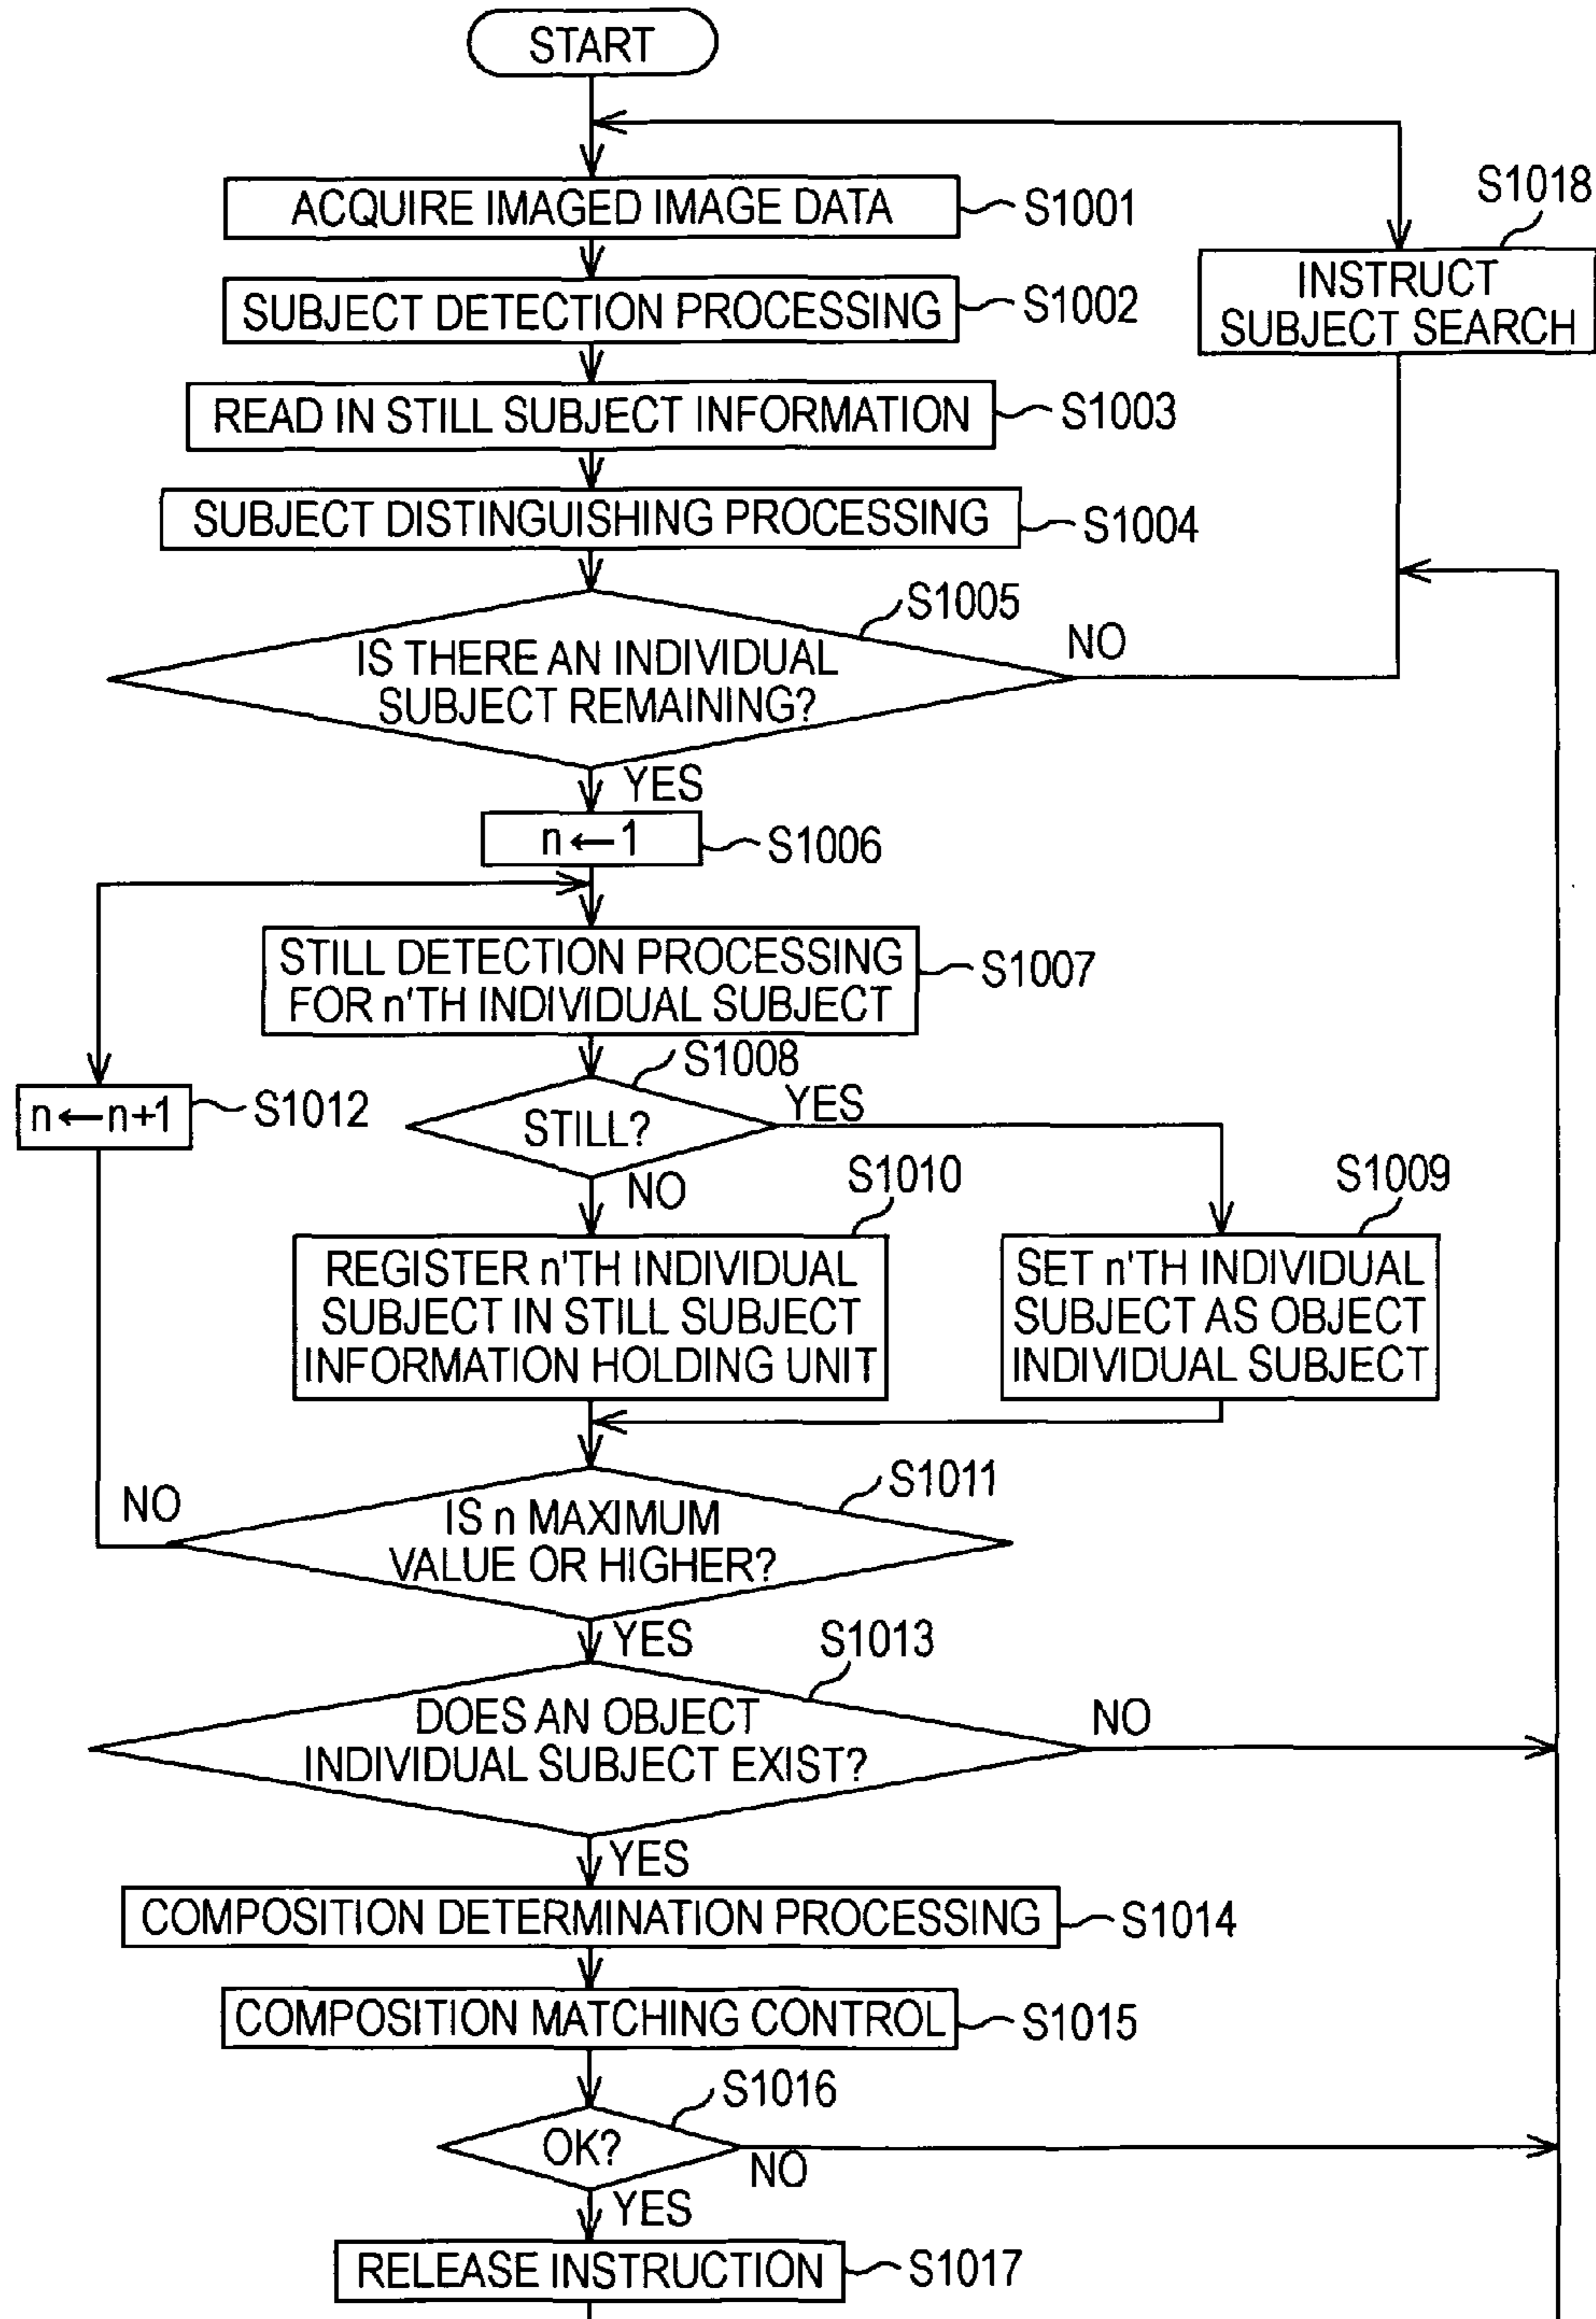 START
ACQUIRE IMAGED IMAGE DATA
S1001
S1018
INSTRUCT
SUBJECT SEARCH
SUBJECT DETECTION PROCESSING
S1002
READ IN STILL SUBJECT INFORMATION
S1003
SUBJECT DISTINGUISHING PROCESSING
S1004
S1005
IS THERE AN INDIVIDUAL
SUBJECT REMAINING?
NO
YES
n←1
S1006
STILL DETECTION PROCESSING
FOR n'TH INDIVIDUAL SUBJECT
S1007
S1008
n←n+1
S1012
STILL?
YES
NO
S1010
S1009
REGISTER n'TH INDIVIDUAL
SUBJECT IN STILL SUBJECT
INFORMATION HOLDING UNIT
SET n'TH INDIVIDUAL
SUBJECT AS OBJECT
INDIVIDUAL SUBJECT
S1011
NO
IS n MAXIMUM
VALUE OR HIGHER?
YES
S1013
DOES AN OBJECT
INDIVIDUAL SUBJECT EXIST?
NO
YES
COMPOSITION DETERMINATION PROCESSING
S1014
COMPOSITION MATCHING CONTROL
S1015
S1016
OK?
NO
YES
RELEASE INSTRUCTION
S1017